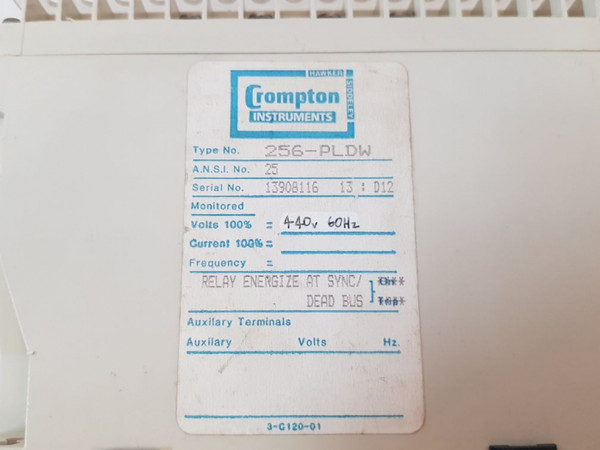 HAWKER
SIDDELEY
Crompton
INSTRUMENTS
Type No. 256-PLDW
A.N.S.I. No. 25
Serial No. 13908116 13 : D12
Monitored
Volts 100% = 440v 60Hz
Current 100% =
Frequency =
RELAY ENERGIZE AT SYNC/
DEAD BUS }
Auxilary Terminals
Auxilary Volts Hz.
3-C120-01